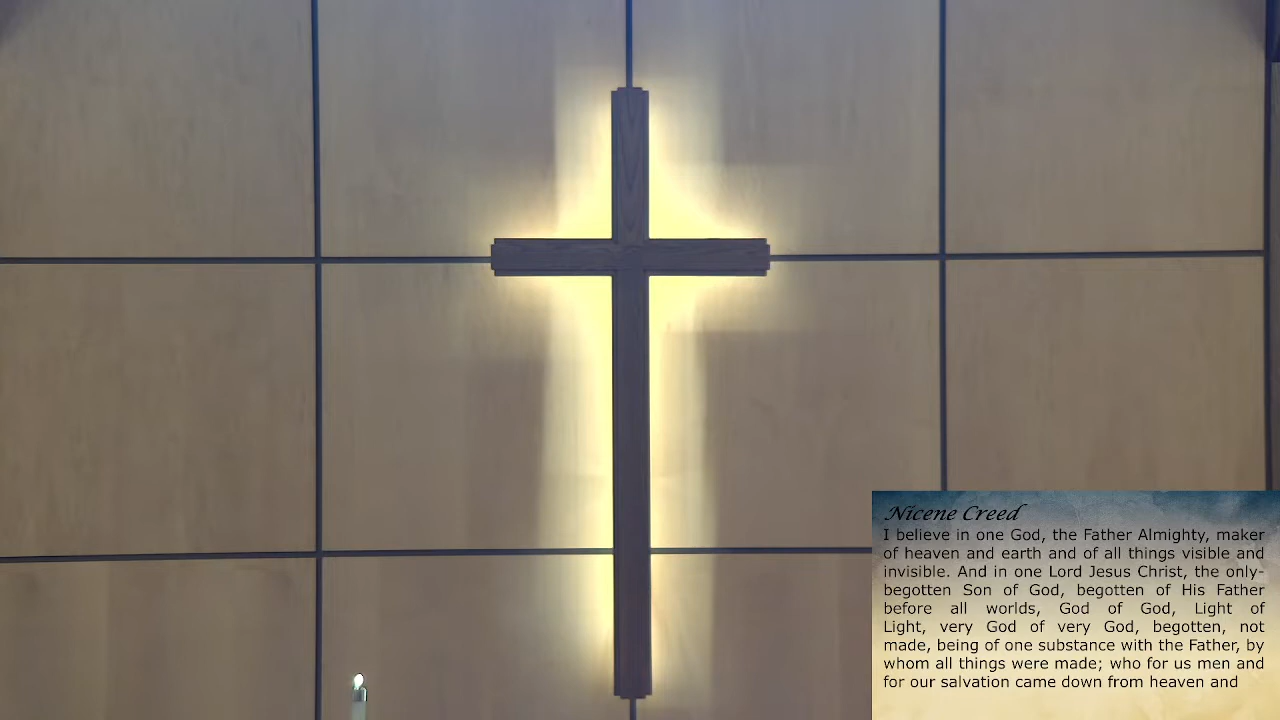 Nicene Creed
I believe in one God, the Father Almighty, maker
of heaven and earth and of all things visible and
invisible. And in one Lord Jesus Christ, the only-
begotten Son of God, begotten of His Father
before all worlds, God of God, Light of
Light, very God of very God, begotten, not
made, being of one substance with the Father, by
whom all things were made; who for us men and
for our salvation came down from heaven and